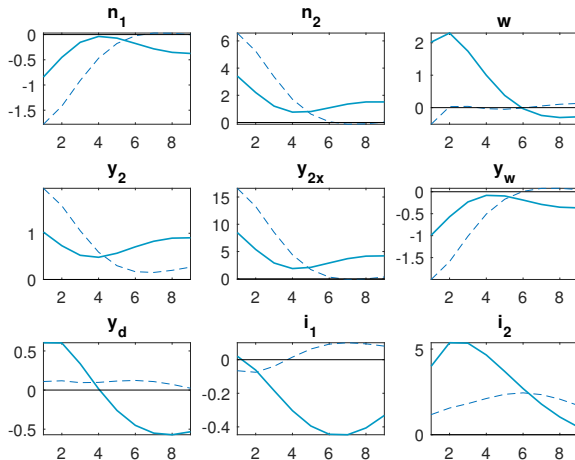 n₁ n₂ w
0 -0.5 -1 -1.5 2 4 6 8
6 4 2 0 2 4 6 8
2 1 0 2 4 6 8
y₂ y₂ₓ y_w
1 0 2 4 6 8
15 10 5 0 2 4 6 8
0 -0.5 -1 -1.5 2 4 6 8
y_d i₁ i₂
0.5 0 -0.5 2 4 6 8
0 -0.2 -0.4 2 4 6 8
5 0 2 4 6 8